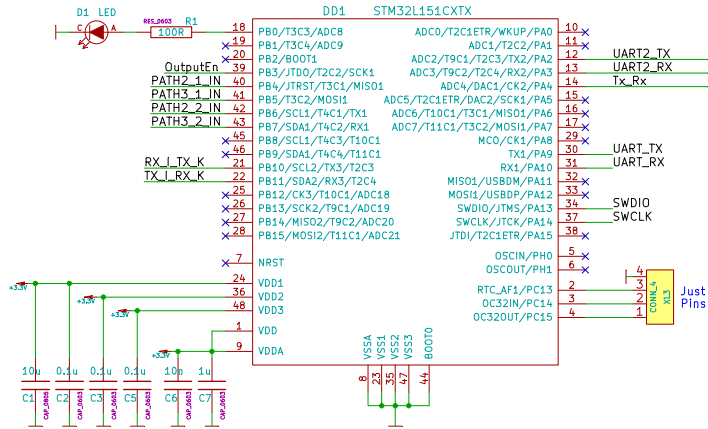 D1 LED
C A
RES_0603
R1
100R
DD1 STM32L151CXTX
18 PB0/T3C3/ADC8
19 PB1/T3C4/ADC9
20 PB2/BOOT1
OutputEn 39 PB3/JTDO/T2C2/SCK1
PATH2_1_IN 40 PB4/JTRST/T3C1/MISO1
PATH3_1_IN 41 PB5/T3C2/MOSI1
PATH2_2_IN 42 PB6/SCL1/T4C1/TX1
PATH3_2_IN 43 PB7/SDA1/T4C2/RX1
45 PB8/SCL1/T4C3/T10C1
46 PB9/SDA1/T4C4/T11C1
RX_I_TX_K 21 PB10/SCL2/TX3/T2C3
TX_I_RX_K 22 PB11/SDA2/RX3/T2C4
25 PB12/CK3/T10C1/ADC18
26 PB13/SCK2/T9C1/ADC19
27 PB14/MISO2/T9C2/ADC20
28 PB15/MOSI2/T11C1/ADC21
7 NRST
+3.3V 24 VDD1
+3.3V 36 VDD2
+3.3V 48 VDD3
1 VDD
+3.3V 9 VDDA
ADC0/T2C1ETR/WKUP/PA0 10
ADC1/T2C2/PA1 11
ADC2/T9C1/T2C3/TX2/PA2 12 UART2_TX
ADC3/T9C2/T2C4/RX2/PA3 13 UART2_RX
ADC4/DAC1/CK2/PA4 14 Tx_Rx
ADC5/T2C1ETR/DAC2/SCK1/PA5 15
ADC6/T10C1/T3C1/MISO1/PA6 16
ADC7/T11C1/T3C2/MOSI1/PA7 17
MCO/CK1/PA8 29
TX1/PA9 30 UART_TX
RX1/PA10 31 UART_RX
MISO1/USBDM/PA11 32
MOSI1/USBDP/PA12 33
SWDIO/JTMS/PA13 34 SWDIO
SWCLK/JTCK/PA14 37 SWCLK
JTDI/T2C1ETR/PA15 38
OSCIN/PH0 5
OSCOUT/PH1 6
RTC_AF1/PC13 2
OC32IN/PC14 3
OC32OUT/PC15 4
4
3
2
1
CONN_4
XL3
Just
Pins
VSSA VSS1 VSS2 VSS3 BOOT0
8 23 35 47 44
10u 0.1u 0.1u 0.1u 10n 1u
C1 C2 C3 C5 C6 C7
CAP_0805 CAP_0603 CAP_0603 CAP_0603 CAP_0603 CAP_0603